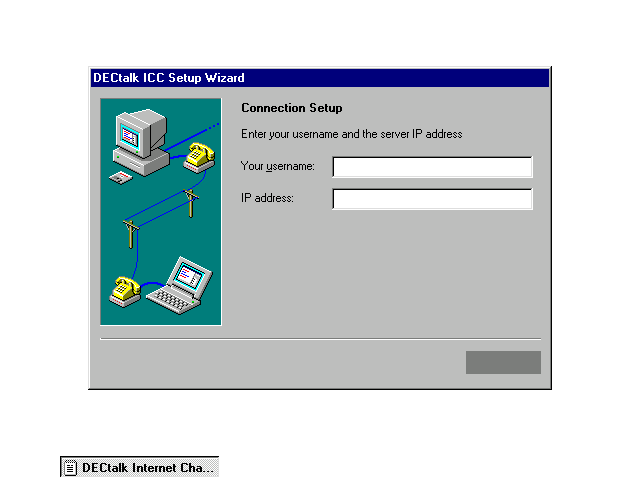 DECtalk ICC Setup Wizard
Connection Setup
Enter your username and the server IP address
Your username:
IP address:
DECtalk Internet Cha...